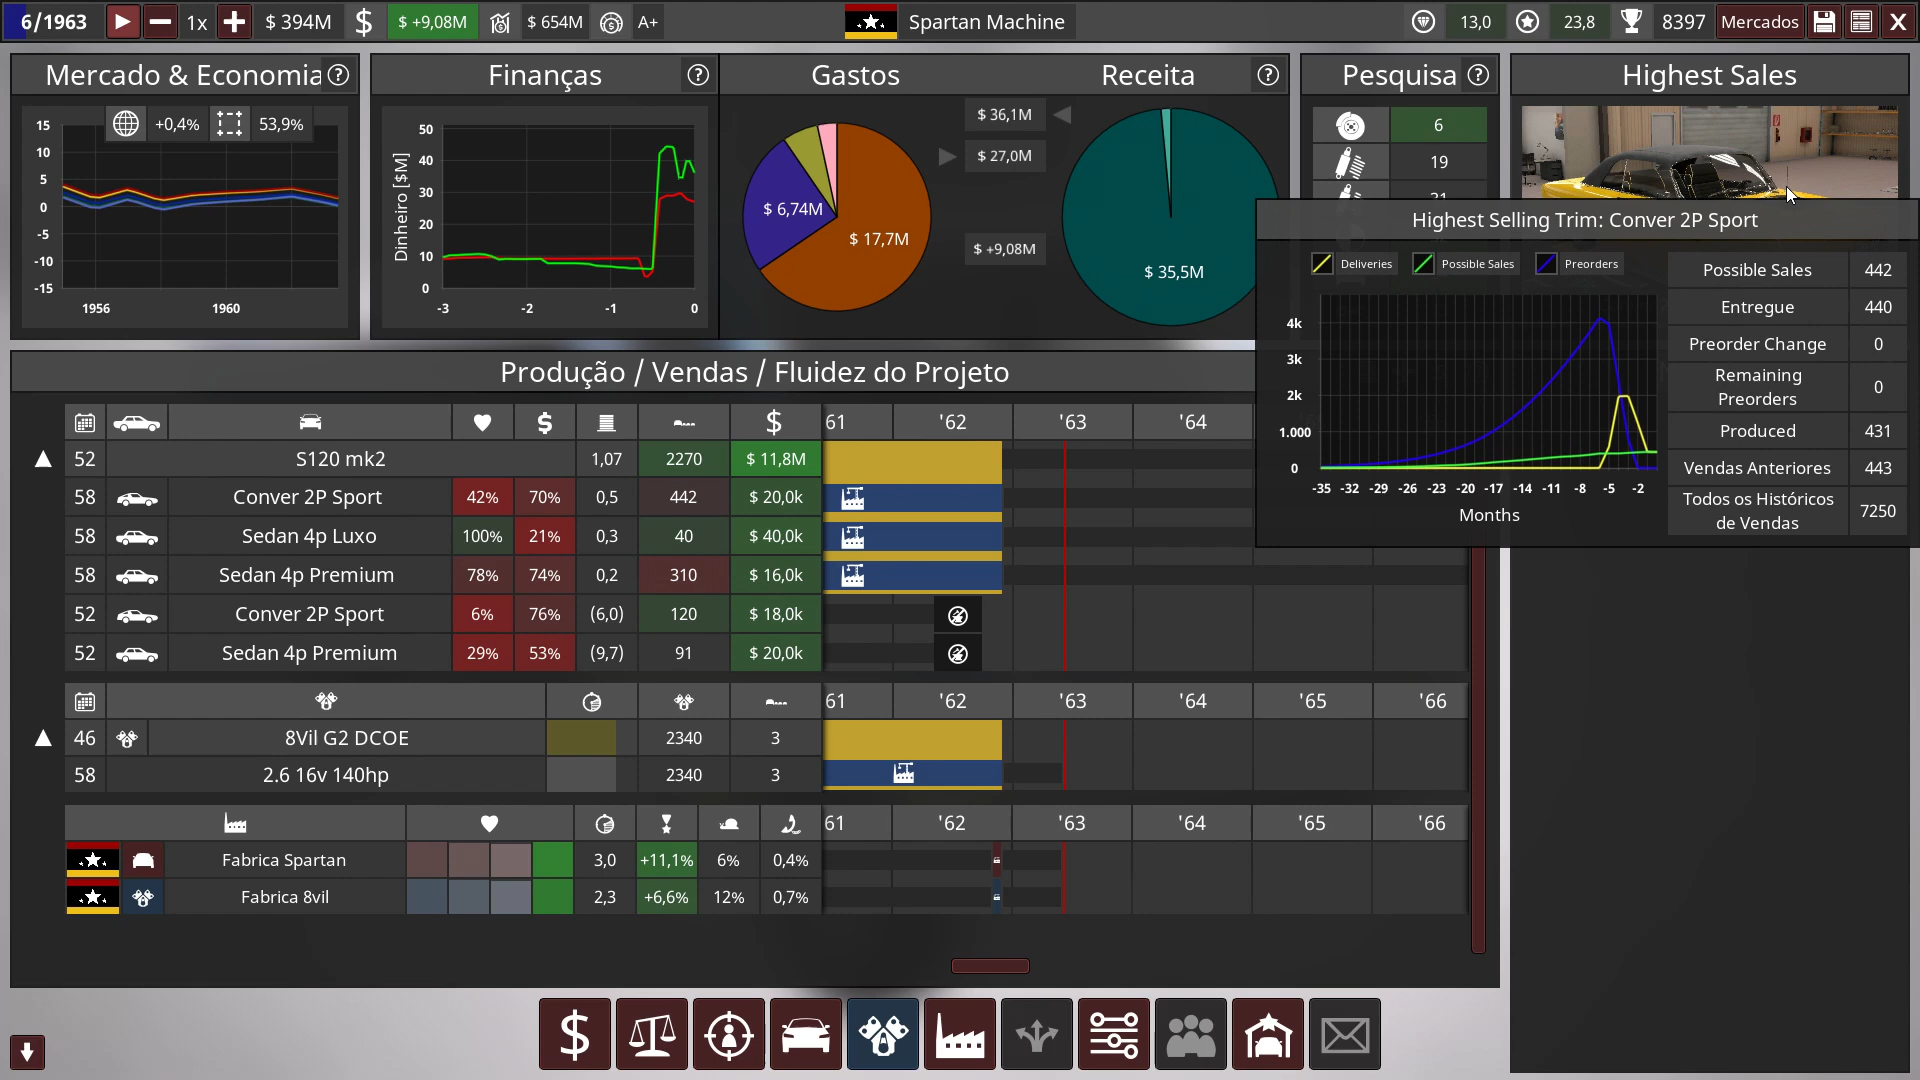 6/1963
1x
$ 394M
$
$ +9,08M
$ 654M
A+
Spartan Machine
13,0
23,8
8397
Mercados
X
Mercado & Economia
?
+0,4%
53,9%
15
10
5
0
-5
-10
-15
1956
1960
Finanças
?
Dinheiro [$M]
50
40
30
20
10
0
-3
-2
-1
0
Gastos
Receita
?
$ 6,74M
$ 17,7M
$ 36,1M
$ 27,0M
$ +9,08M
$ 35,5M
Pesquisa
?
6
19
Highest Sales
Highest Selling Trim: Conver 2P Sport
Deliveries
Possible Sales
Preorders
4k
3k
2k
1.000
0
-35 -32 -29 -26 -23 -20 -17 -14 -11 -8 -5 -2
Months
Possible Sales 442
Entregue 440
Preorder Change 0
Remaining
Preorders 0
Produced 431
Vendas Anteriores 443
Todos os Históricos
de Vendas 7250
Produção / Vendas / Fluidez do Projeto
$ $ 61 '62 '63 '64
52 S120 mk2 1,07 2270 $ 11,8M
58 Conver 2P Sport 42% 70% 0,5 442 $ 20,0k
58 Sedan 4p Luxo 100% 21% 0,3 40 $ 40,0k
58 Sedan 4p Premium 78% 74% 0,2 310 $ 16,0k
52 Conver 2P Sport 6% 76% (6,0) 120 $ 18,0k
52 Sedan 4p Premium 29% 53% (9,7) 91 $ 20,0k
61 '62 '63 '64 '65 '66
46 8Vil G2 DCOE 2340 3
58 2.6 16v 140hp 2340 3
61 '62 '63 '64 '65 '66
Fabrica Spartan 3,0 +11,1% 6% 0,4%
Fabrica 8vil 2,3 +6,6% 12% 0,7%
$